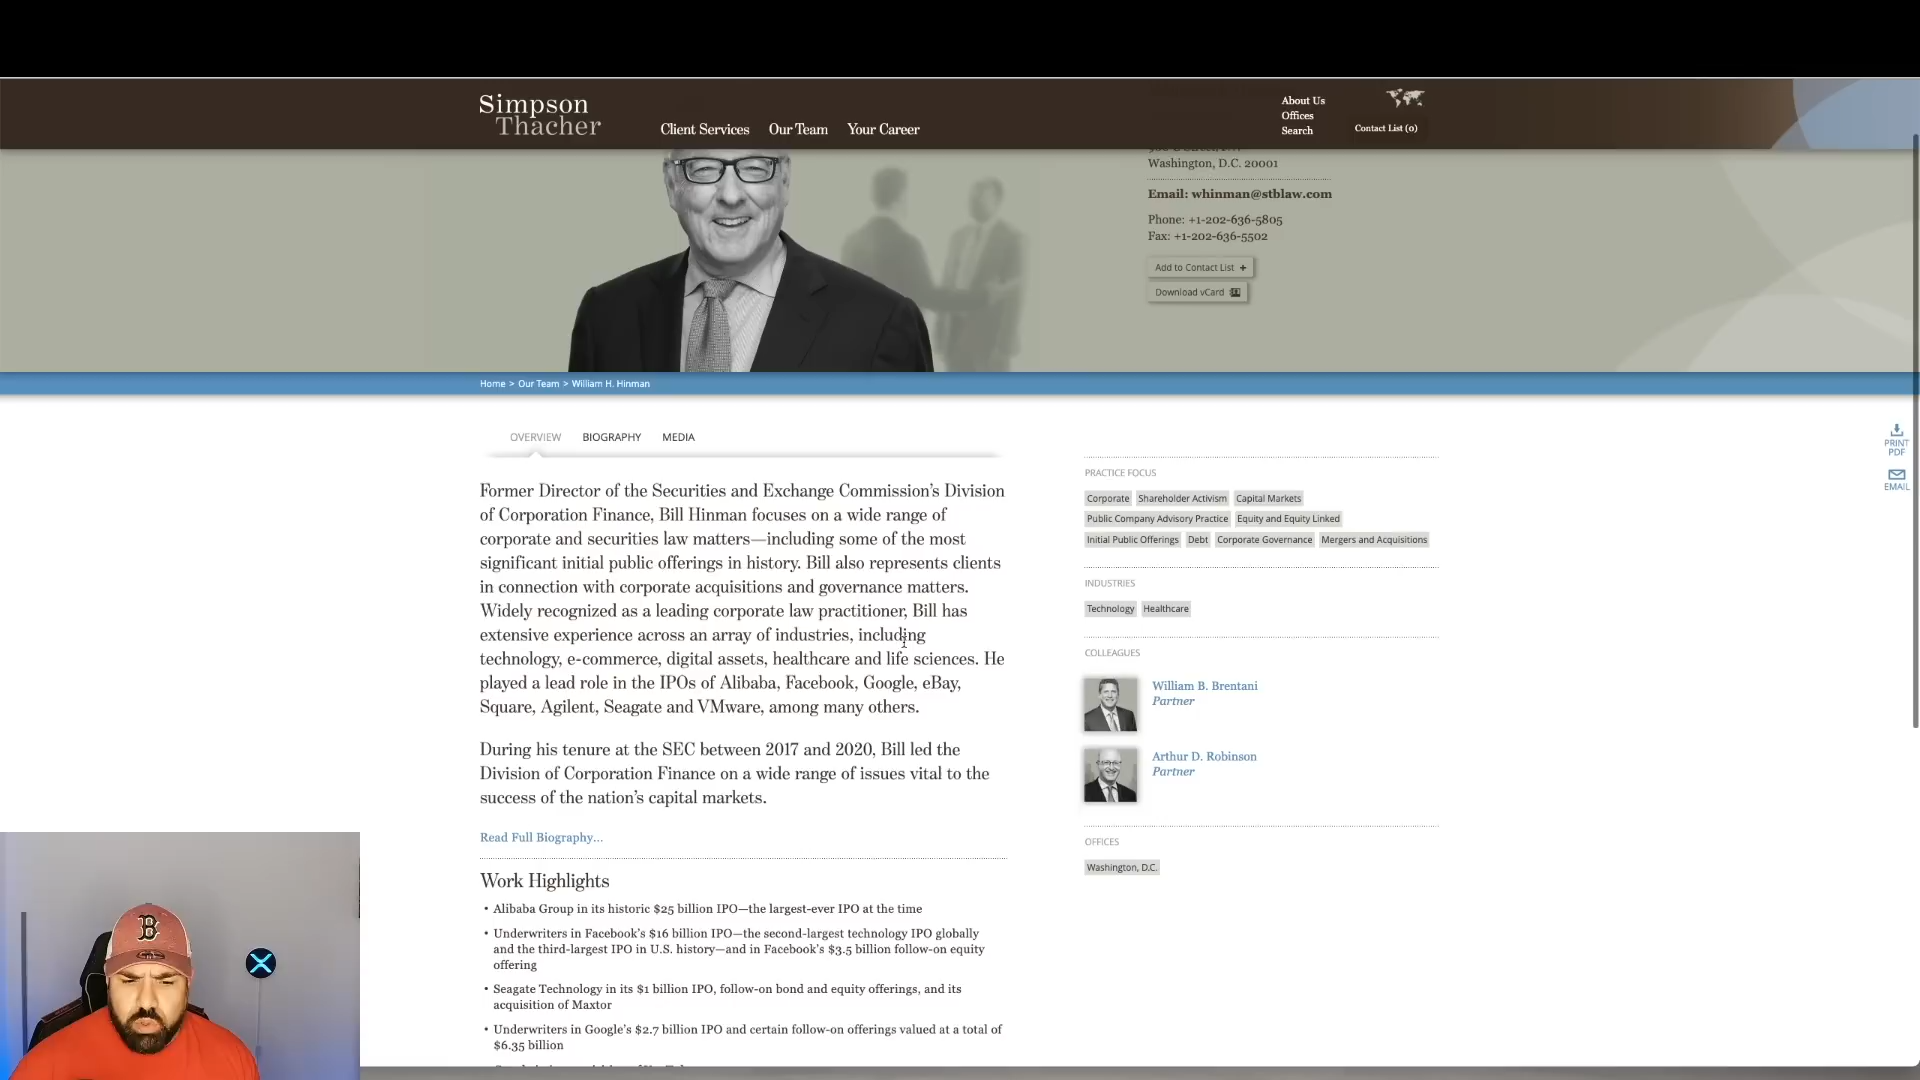 Simpson
Thacher
Client Services Our Team Your Career
About Us
Offices
Search
Contact List (0)
Washington, D.C. 20001
Email: whinman@stblaw.com
Phone: +1-202-636-5805
Fax: +1-202-636-5502
Add to Contact List +
Download vCard
Home > Our Team > William H. Hinman
OVERVIEW BIOGRAPHY MEDIA
Former Director of the Securities and Exchange Commission’s Division
of Corporation Finance, Bill Hinman focuses on a wide range of
corporate and securities law matters—including some of the most
significant initial public offerings in history. Bill also represents clients
in connection with corporate acquisitions and governance matters.
Widely recognized as a leading corporate law practitioner, Bill has
extensive experience across an array of industries, including
technology, e-commerce, digital assets, healthcare and life sciences. He
played a lead role in the IPOs of Alibaba, Facebook, Google, eBay,
Square, Agilent, Seagate and VMware, among many others.
During his tenure at the SEC between 2017 and 2020, Bill led the
Division of Corporation Finance on a wide range of issues vital to the
success of the nation’s capital markets.
Read Full Biography...
Work Highlights
• Alibaba Group in its historic $25 billion IPO—the largest-ever IPO at the time
• Underwriters in Facebook’s $16 billion IPO—the second-largest technology IPO globally
and the third-largest IPO in U.S. history—and in Facebook’s $3.5 billion follow-on equity
offering
• Seagate Technology in its $1 billion IPO, follow-on bond and equity offerings, and its
acquisition of Maxtor
• Underwriters in Google’s $2.7 billion IPO and certain follow-on offerings valued at a total of
$6.35 billion
PRACTICE FOCUS
Corporate Shareholder Activism Capital Markets
Public Company Advisory Practice Equity and Equity Linked
Initial Public Offerings Debt Corporate Governance Mergers and Acquisitions
INDUSTRIES
Technology Healthcare
COLLEAGUES
William B. Brentani
Partner
Arthur D. Robinson
Partner
OFFICES
Washington, D.C.
PRINT
PDF
EMAIL
B